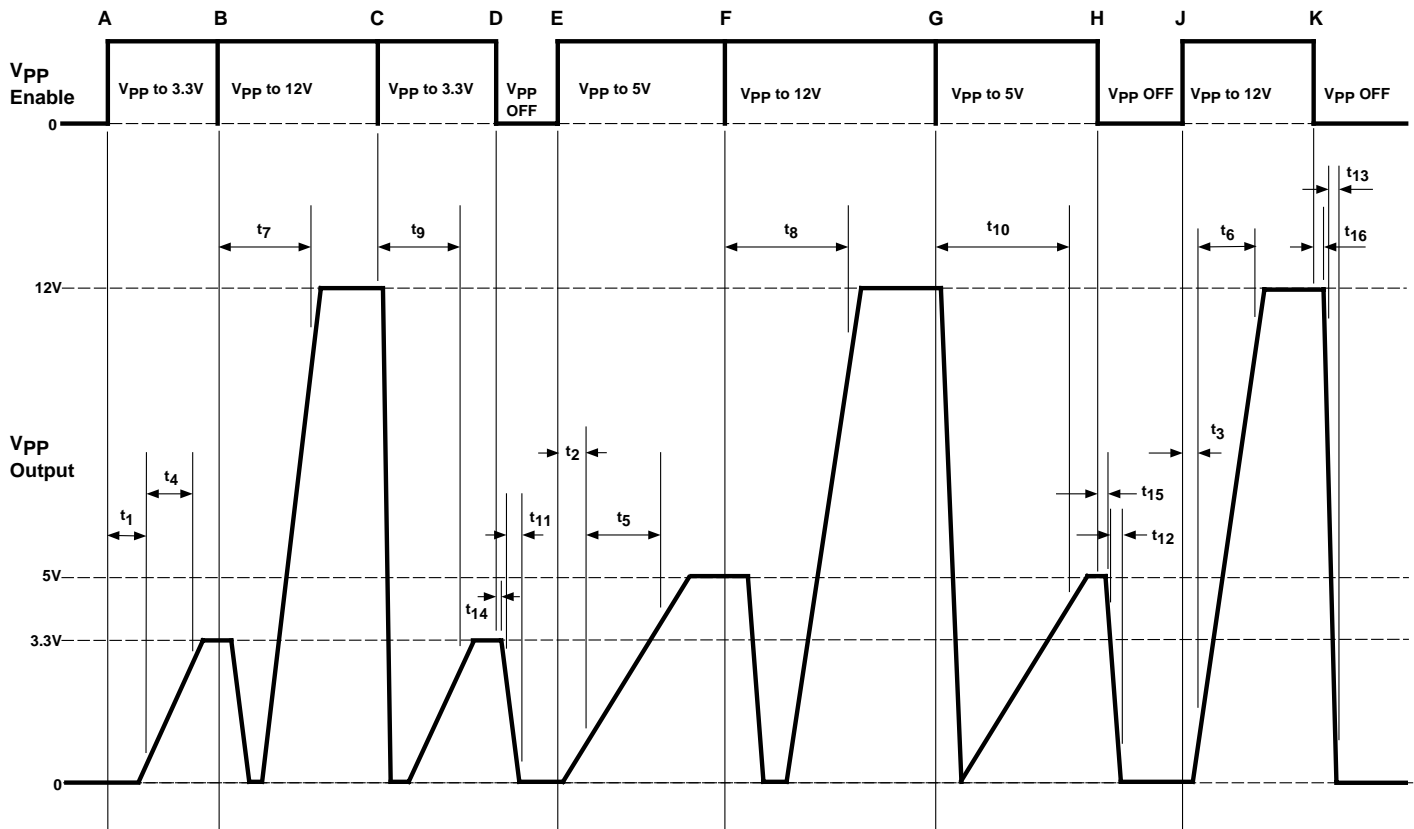 A B C D E F G H J K
VPP Enable
VPP to 3.3V
VPP to 12V
VPP to 3.3V
VPP OFF
VPP to 5V
VPP to 12V
VPP to 5V
VPP OFF
VPP to 12V
VPP OFF
0
t13
t7
t9
t8
t10
t6
t16
12V
VPP Output
t2
t3
t4
t15
t1
t11
t5
t12
5V
t14
3.3V
0